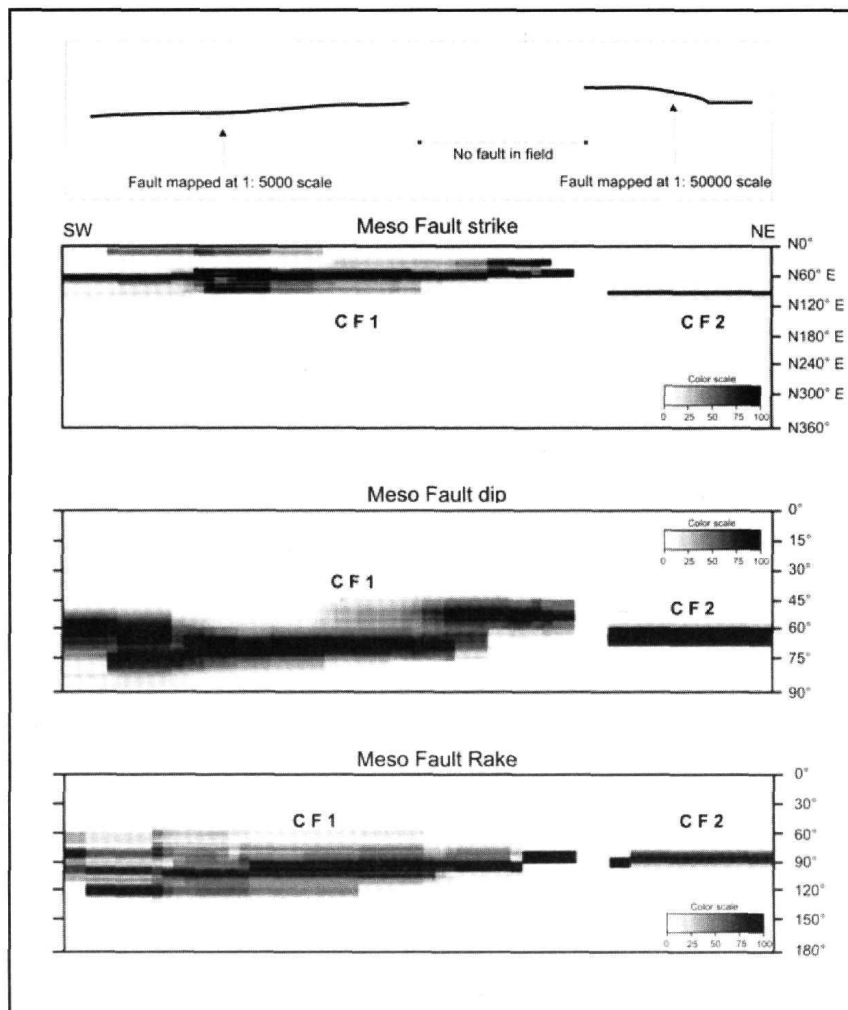 No fault in field
Fault mapped at 1: 5000 scale
Fault mapped at 1: 50000 scale
SW
Meso Fault strike
NE
N0°
N60° E
N120° E
N180° E
N240° E
N300° E
N360°
C F 1
C F 2
Color scale
0 25 50 75 100
Meso Fault dip
0°
15°
30°
45°
60°
75°
90°
Color scale
0 25 50 75 100
C F 1
C F 2
Meso Fault Rake
0°
30°
60°
90°
120°
150°
180°
C F 1
C F 2
Color scale
0 25 50 75 100